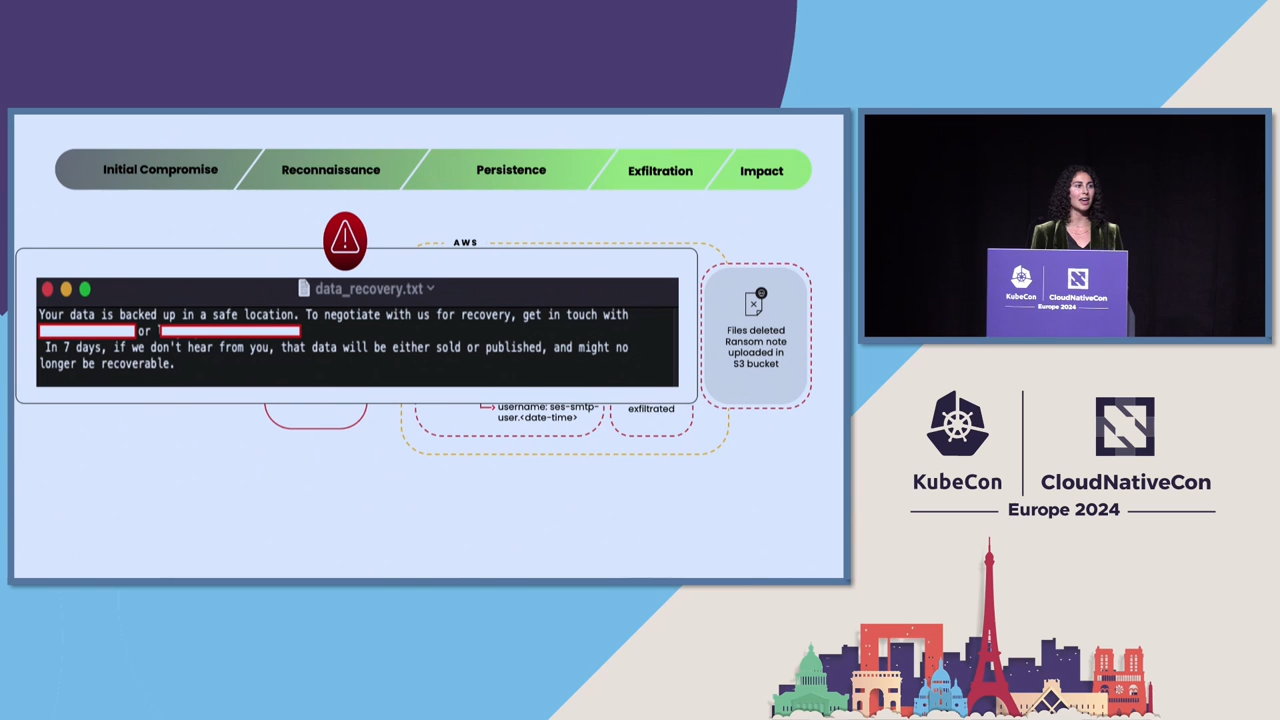 Initial Compromise
Reconnaissance
Persistence
Exfiltration
Impact
AWS
data_recovery.txt
Your data is backed up in a safe location. To negotiate with us for recovery, get in touch with
or
In 7 days, if we don't hear from you, that data will be either sold or published, and might no
longer be recoverable.
Files deleted
Ransom note
uploaded in
S3 bucket
username: ses-smtp-
user.<date-time>
exfiltrated
KubeCon
CloudNativeCon
Europe 2024
KubeCon
CloudNativeCon
Europe 2024